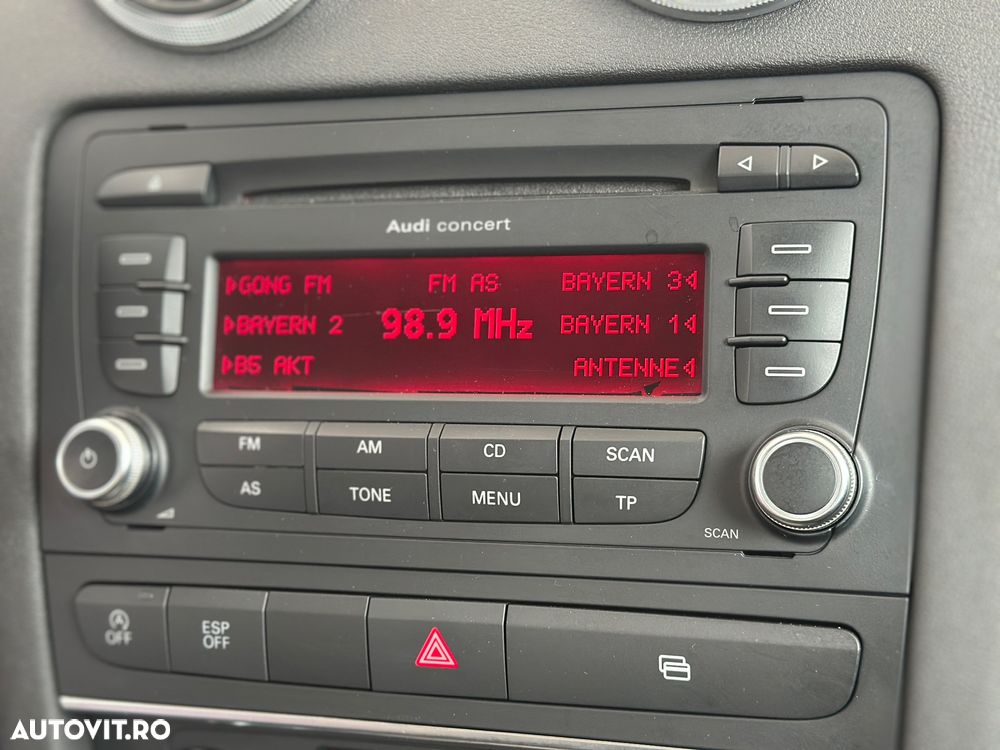 Audi concert
GONG FM FM AS BAYERN 3
BAYERN 2 98.9 MHz BAYERN 1
B5 AKT ANTENNE
FM AM CD SCAN
AS TONE MENU TP
SCAN
OFF
ESP
OFF
AUTOVIT.RO